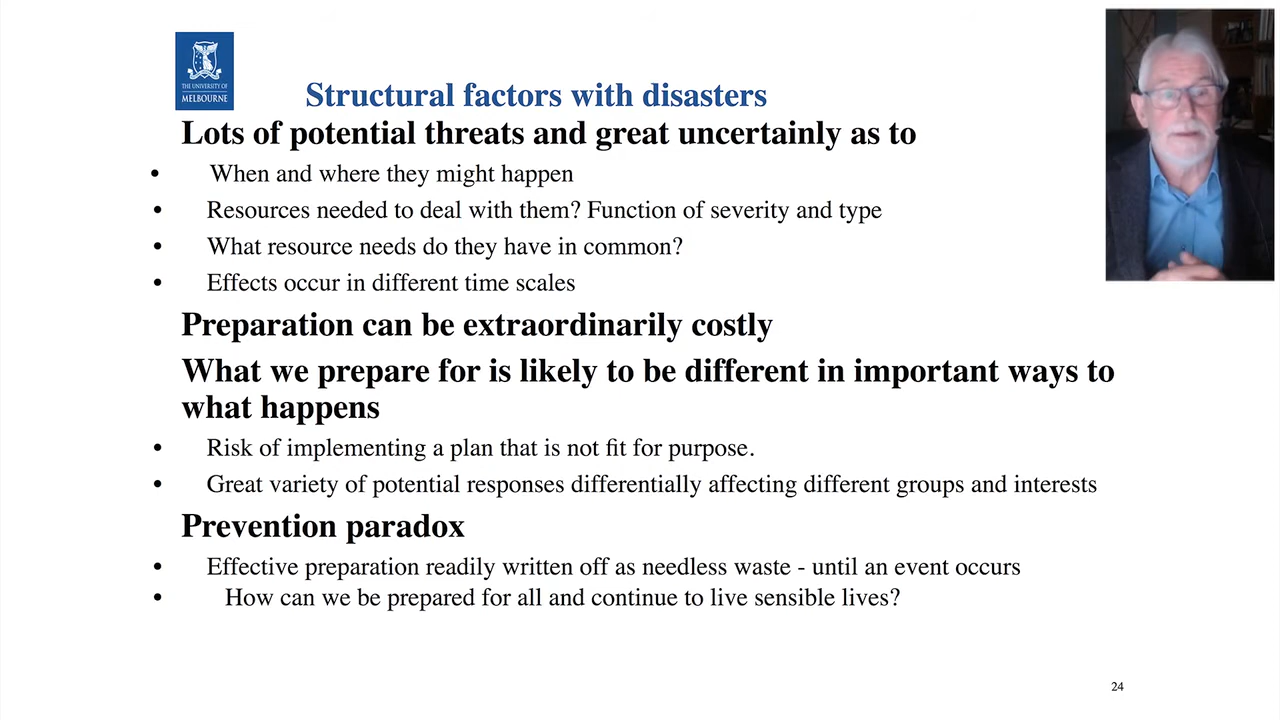 THE UNIVERSITY OF
MELBOURNE
Structural factors with disasters
Lots of potential threats and great uncertainly as to
• When and where they might happen
• Resources needed to deal with them? Function of severity and type
• What resource needs do they have in common?
• Effects occur in different time scales
Preparation can be extraordinarily costly
What we prepare for is likely to be different in important ways to
what happens
• Risk of implementing a plan that is not fit for purpose.
• Great variety of potential responses differentially affecting different groups and interests
Prevention paradox
• Effective preparation readily written off as needless waste - until an event occurs
• How can we be prepared for all and continue to live sensible lives?
24